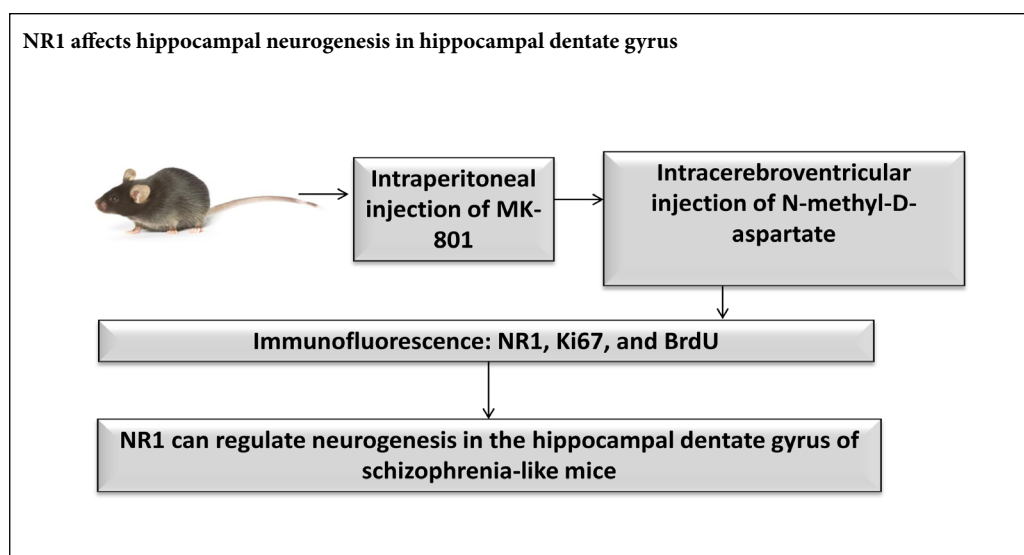 NR1 affects hippocampal neurogenesis in hippocampal dentate gyrus
Intraperitoneal
injection of MK-
801
Intracerebroventricular
injection of N-methyl-D-
aspartate
Immunofluorescence: NR1, Ki67, and BrdU
NR1 can regulate neurogenesis in the hippocampal dentate gyrus of
schizophrenia-like mice